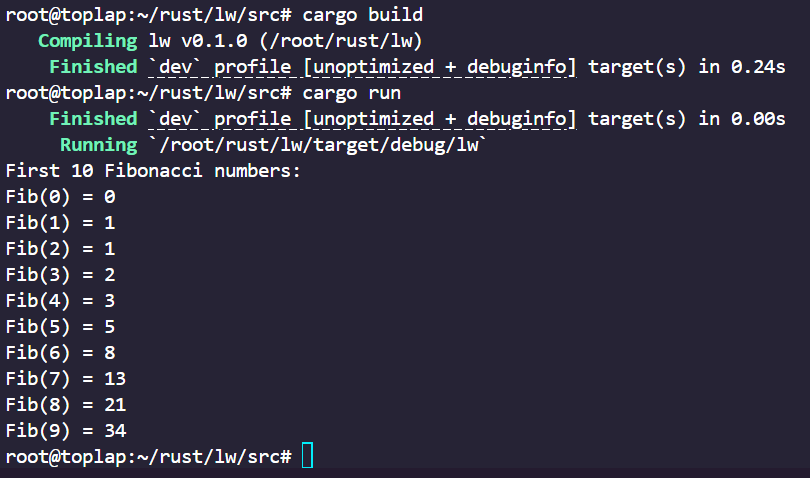 root@toplap:~/rust/lw/src# cargo build
   Compiling lw v0.1.0 (/root/rust/lw)
    Finished `dev` profile [unoptimized + debuginfo] target(s) in 0.24s
root@toplap:~/rust/lw/src# cargo run
    Finished `dev` profile [unoptimized + debuginfo] target(s) in 0.00s
     Running `/root/rust/lw/target/debug/lw`
First 10 Fibonacci numbers:
Fib(0) = 0
Fib(1) = 1
Fib(2) = 1
Fib(3) = 2
Fib(4) = 3
Fib(5) = 5
Fib(6) = 8
Fib(7) = 13
Fib(8) = 21
Fib(9) = 34
root@toplap:~/rust/lw/src#